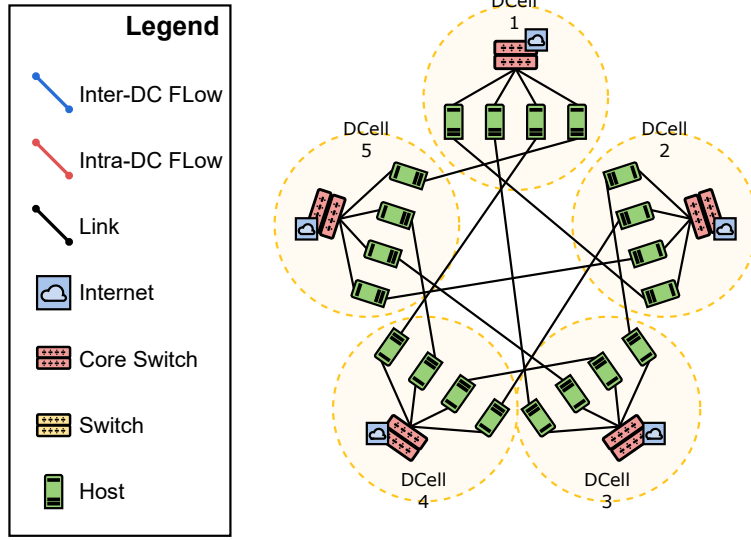 Legend
Inter-DC FLow
Intra-DC FLow
Link
Internet
Core Switch
Switch
Host
DCell
1
DCell
2
DCell
3
DCell
4
DCell
5